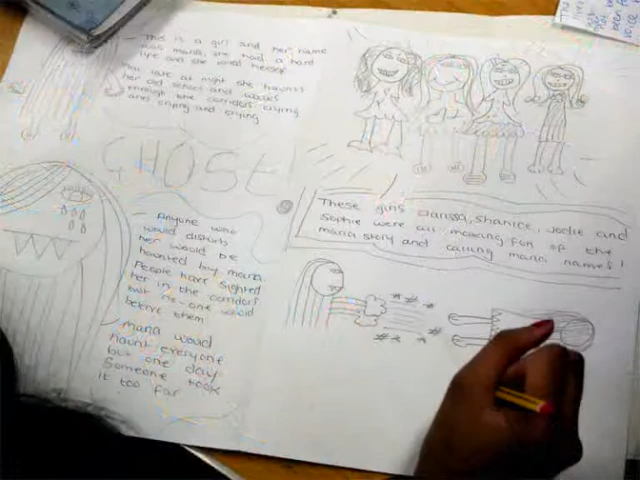 This is a girl and her name
was maria, she had a hard
life and she killed herself
late at night she haunts
her old school and wonders
through the corridors crying
and crying and crying
GHOST
Anyone who
would disturb
her would be
haunted by maria
People have sighted
her in the corridors
but no-one would
believe them
maria would
haunt everyone
but one day
Someone took
it too far
These girls Clarissa, Shanice, Jodie and
Sophie were all making fun of the
maria story and calling maria names!